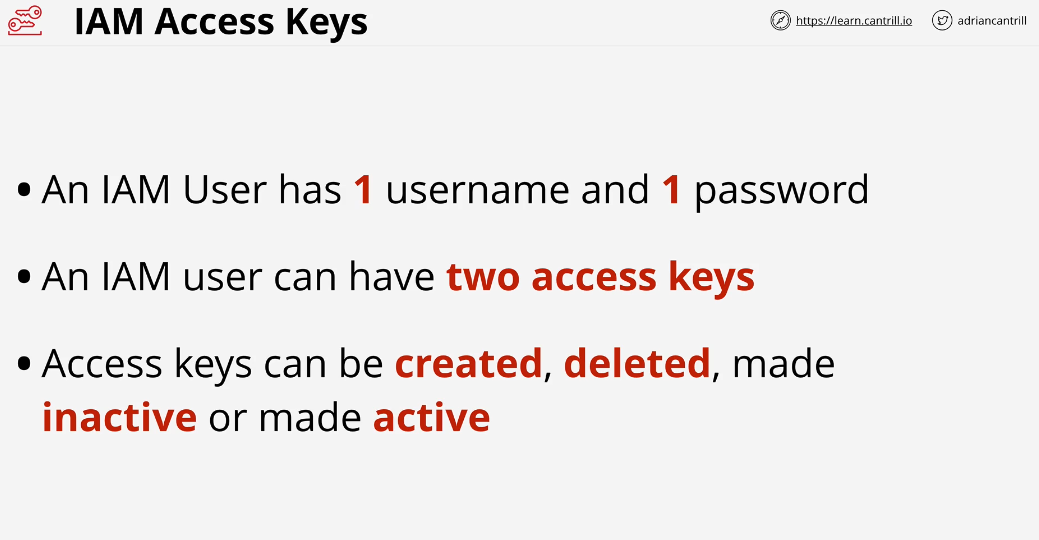 IAM Access Keys
https://learn.cantrill.io
adriancantrill
• An IAM User has 1 username and 1 password
• An IAM user can have two access keys
• Access keys can be created, deleted, made
inactive or made active